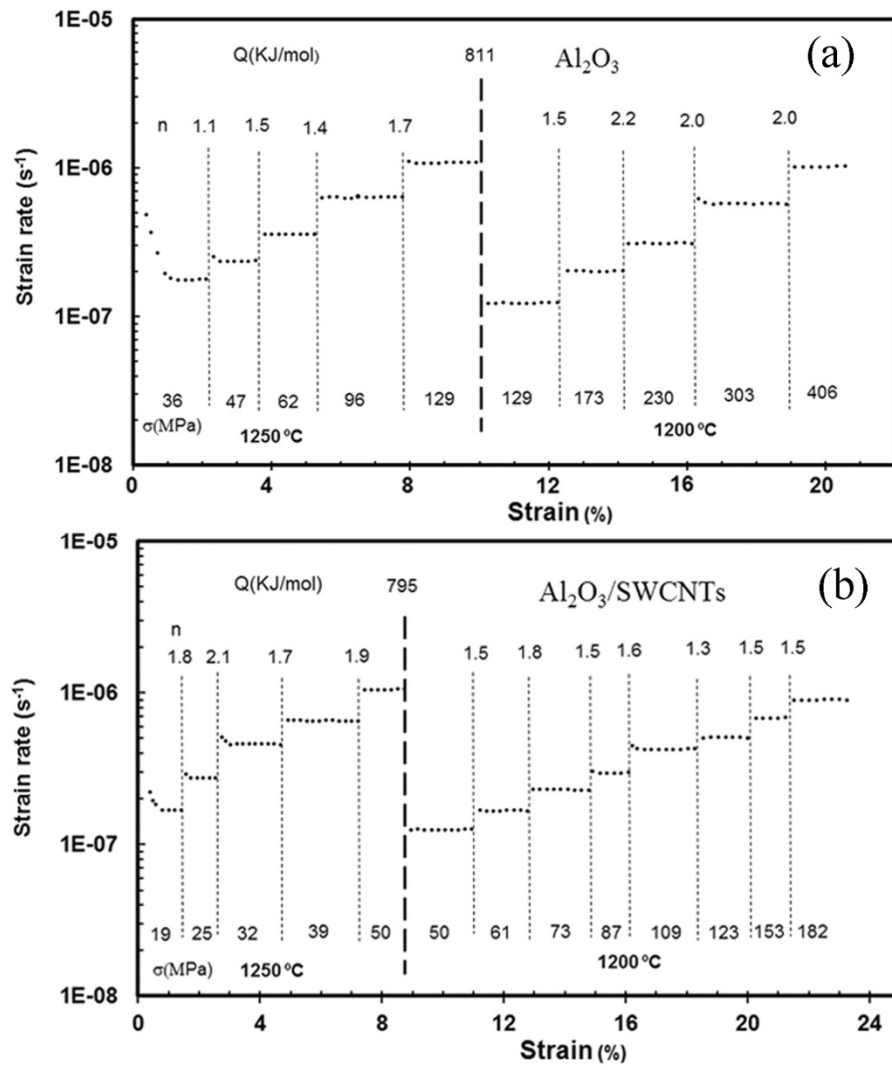 1E-05
Q(KJ/mol)
811
Al2O3
(a)
n
1.1
1.5
1.4
1.7
1.5
2.2
2.0
2.0
1E-06
Strain rate (s-1)
1E-07
36
47
62
96
129
129
173
230
303
406
σ(MPa)
1250 ºC
1200 ºC
1E-08
0
4
8
12
16
20
Strain (%)
1E-05
Q(KJ/mol)
795
Al2O3/SWCNTs
(b)
n
1.8
2.1
1.7
1.9
1.5
1.8
1.5
1.6
1.3
1.5
1.5
1E-06
Strain rate (s-1)
1E-07
19
25
32
39
50
50
61
73
87
109
123
153
182
σ(MPa)
1250 ºC
1200 ºC
1E-08
0
4
8
12
16
20
24
Strain (%)